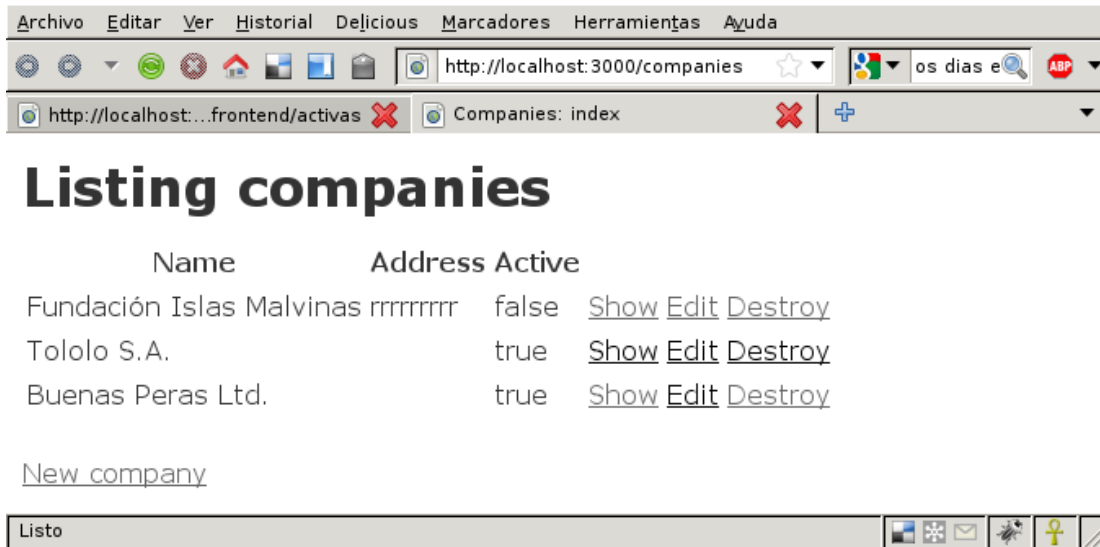 Archivo Editar Ver Historial Delicious Marcadores Herramientas Ayuda
http://localhost:3000/companies os dias e ABP
http://localhost:...frontend/activas Companies: index
Listing companies
Name Address Active
Fundación Islas Malvinas rrrrrrrrr false Show Edit Destroy
Tololo S.A. true Show Edit Destroy
Buenas Peras Ltd. true Show Edit Destroy
New company
Listo